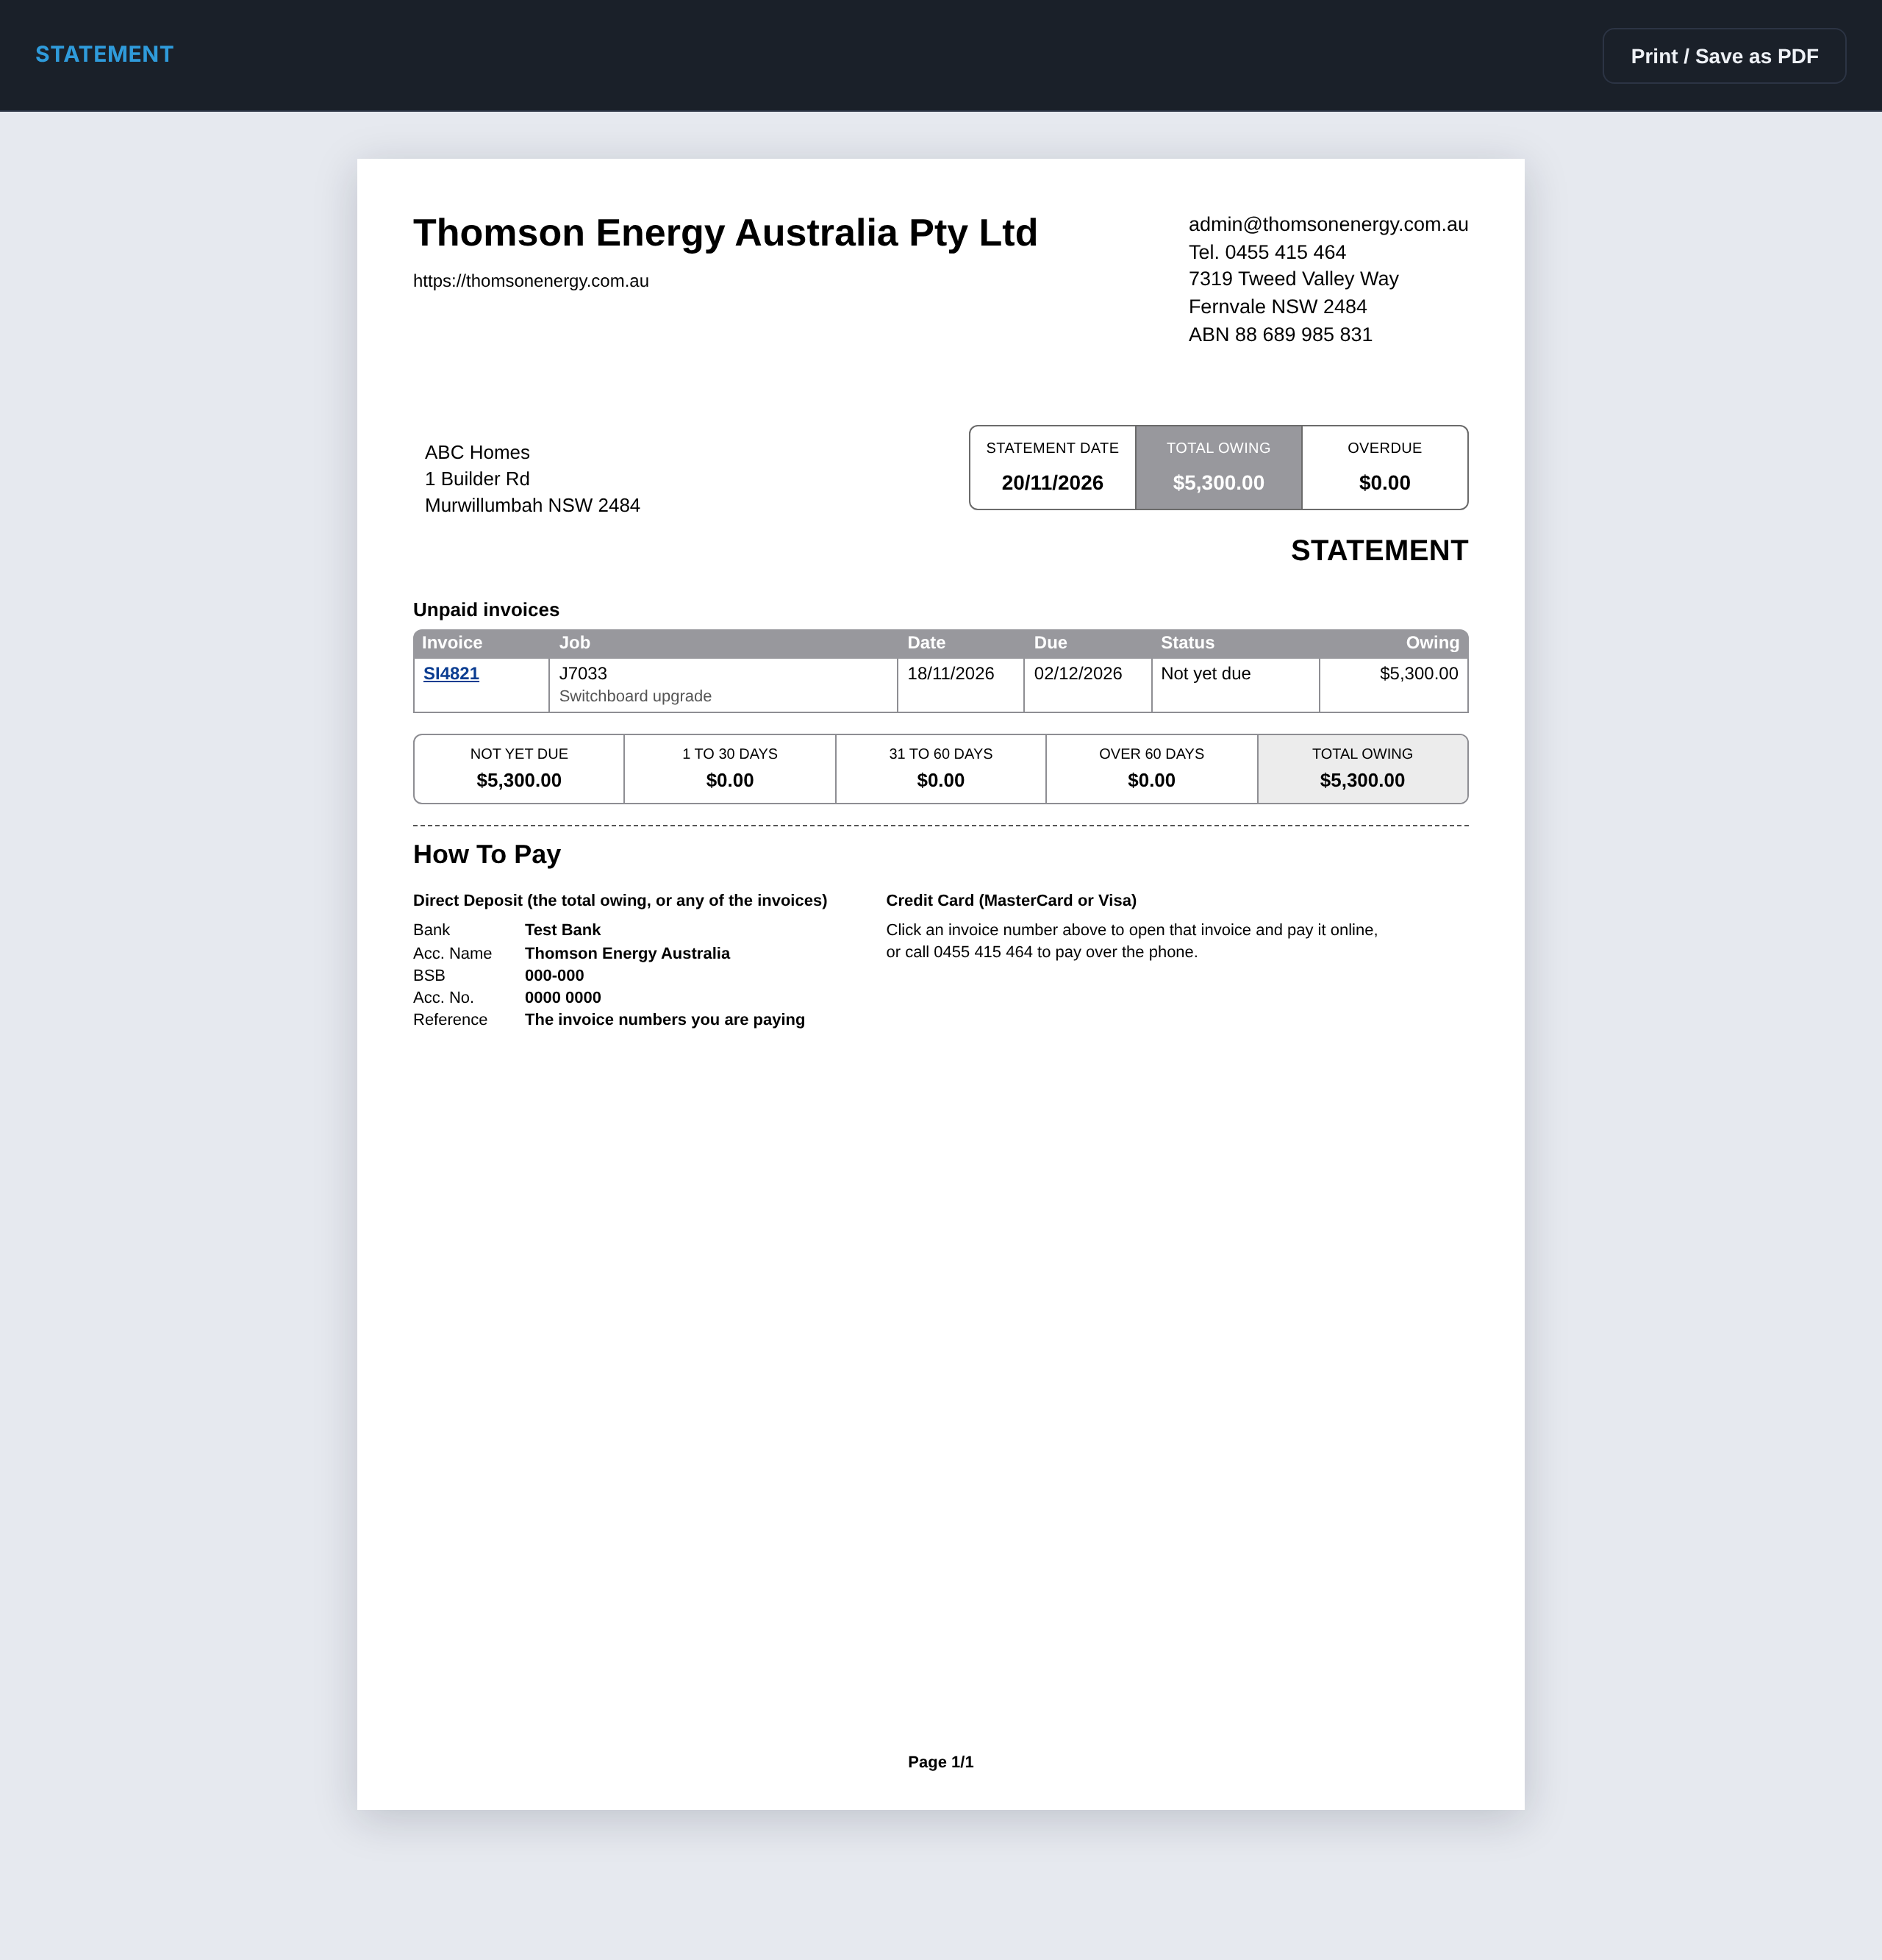 STATEMENT
Print / Save as PDF
Thomson Energy Australia Pty Ltd
https://thomsonenergy.com.au
admin@thomsonenergy.com.au
Tel. 0455 415 464
7319 Tweed Valley Way
Fernvale NSW 2484
ABN 88 689 985 831
ABC Homes
1 Builder Rd
Murwillumbah NSW 2484
STATEMENT DATE TOTAL OWING OVERDUE
20/11/2026 $5,300.00 $0.00
STATEMENT
Unpaid invoices
Invoice Job Date Due Status Owing
SI4821 J7033 18/11/2026 02/12/2026 Not yet due $5,300.00
Switchboard upgrade
NOT YET DUE 1 TO 30 DAYS 31 TO 60 DAYS OVER 60 DAYS TOTAL OWING
$5,300.00 $0.00 $0.00 $0.00 $5,300.00
How To Pay
Direct Deposit (the total owing, or any of the invoices)
Bank Test Bank
Acc. Name Thomson Energy Australia
BSB 000-000
Acc. No. 0000 0000
Reference The invoice numbers you are paying
Credit Card (MasterCard or Visa)
Click an invoice number above to open that invoice and pay it online,
or call 0455 415 464 to pay over the phone.
Page 1/1